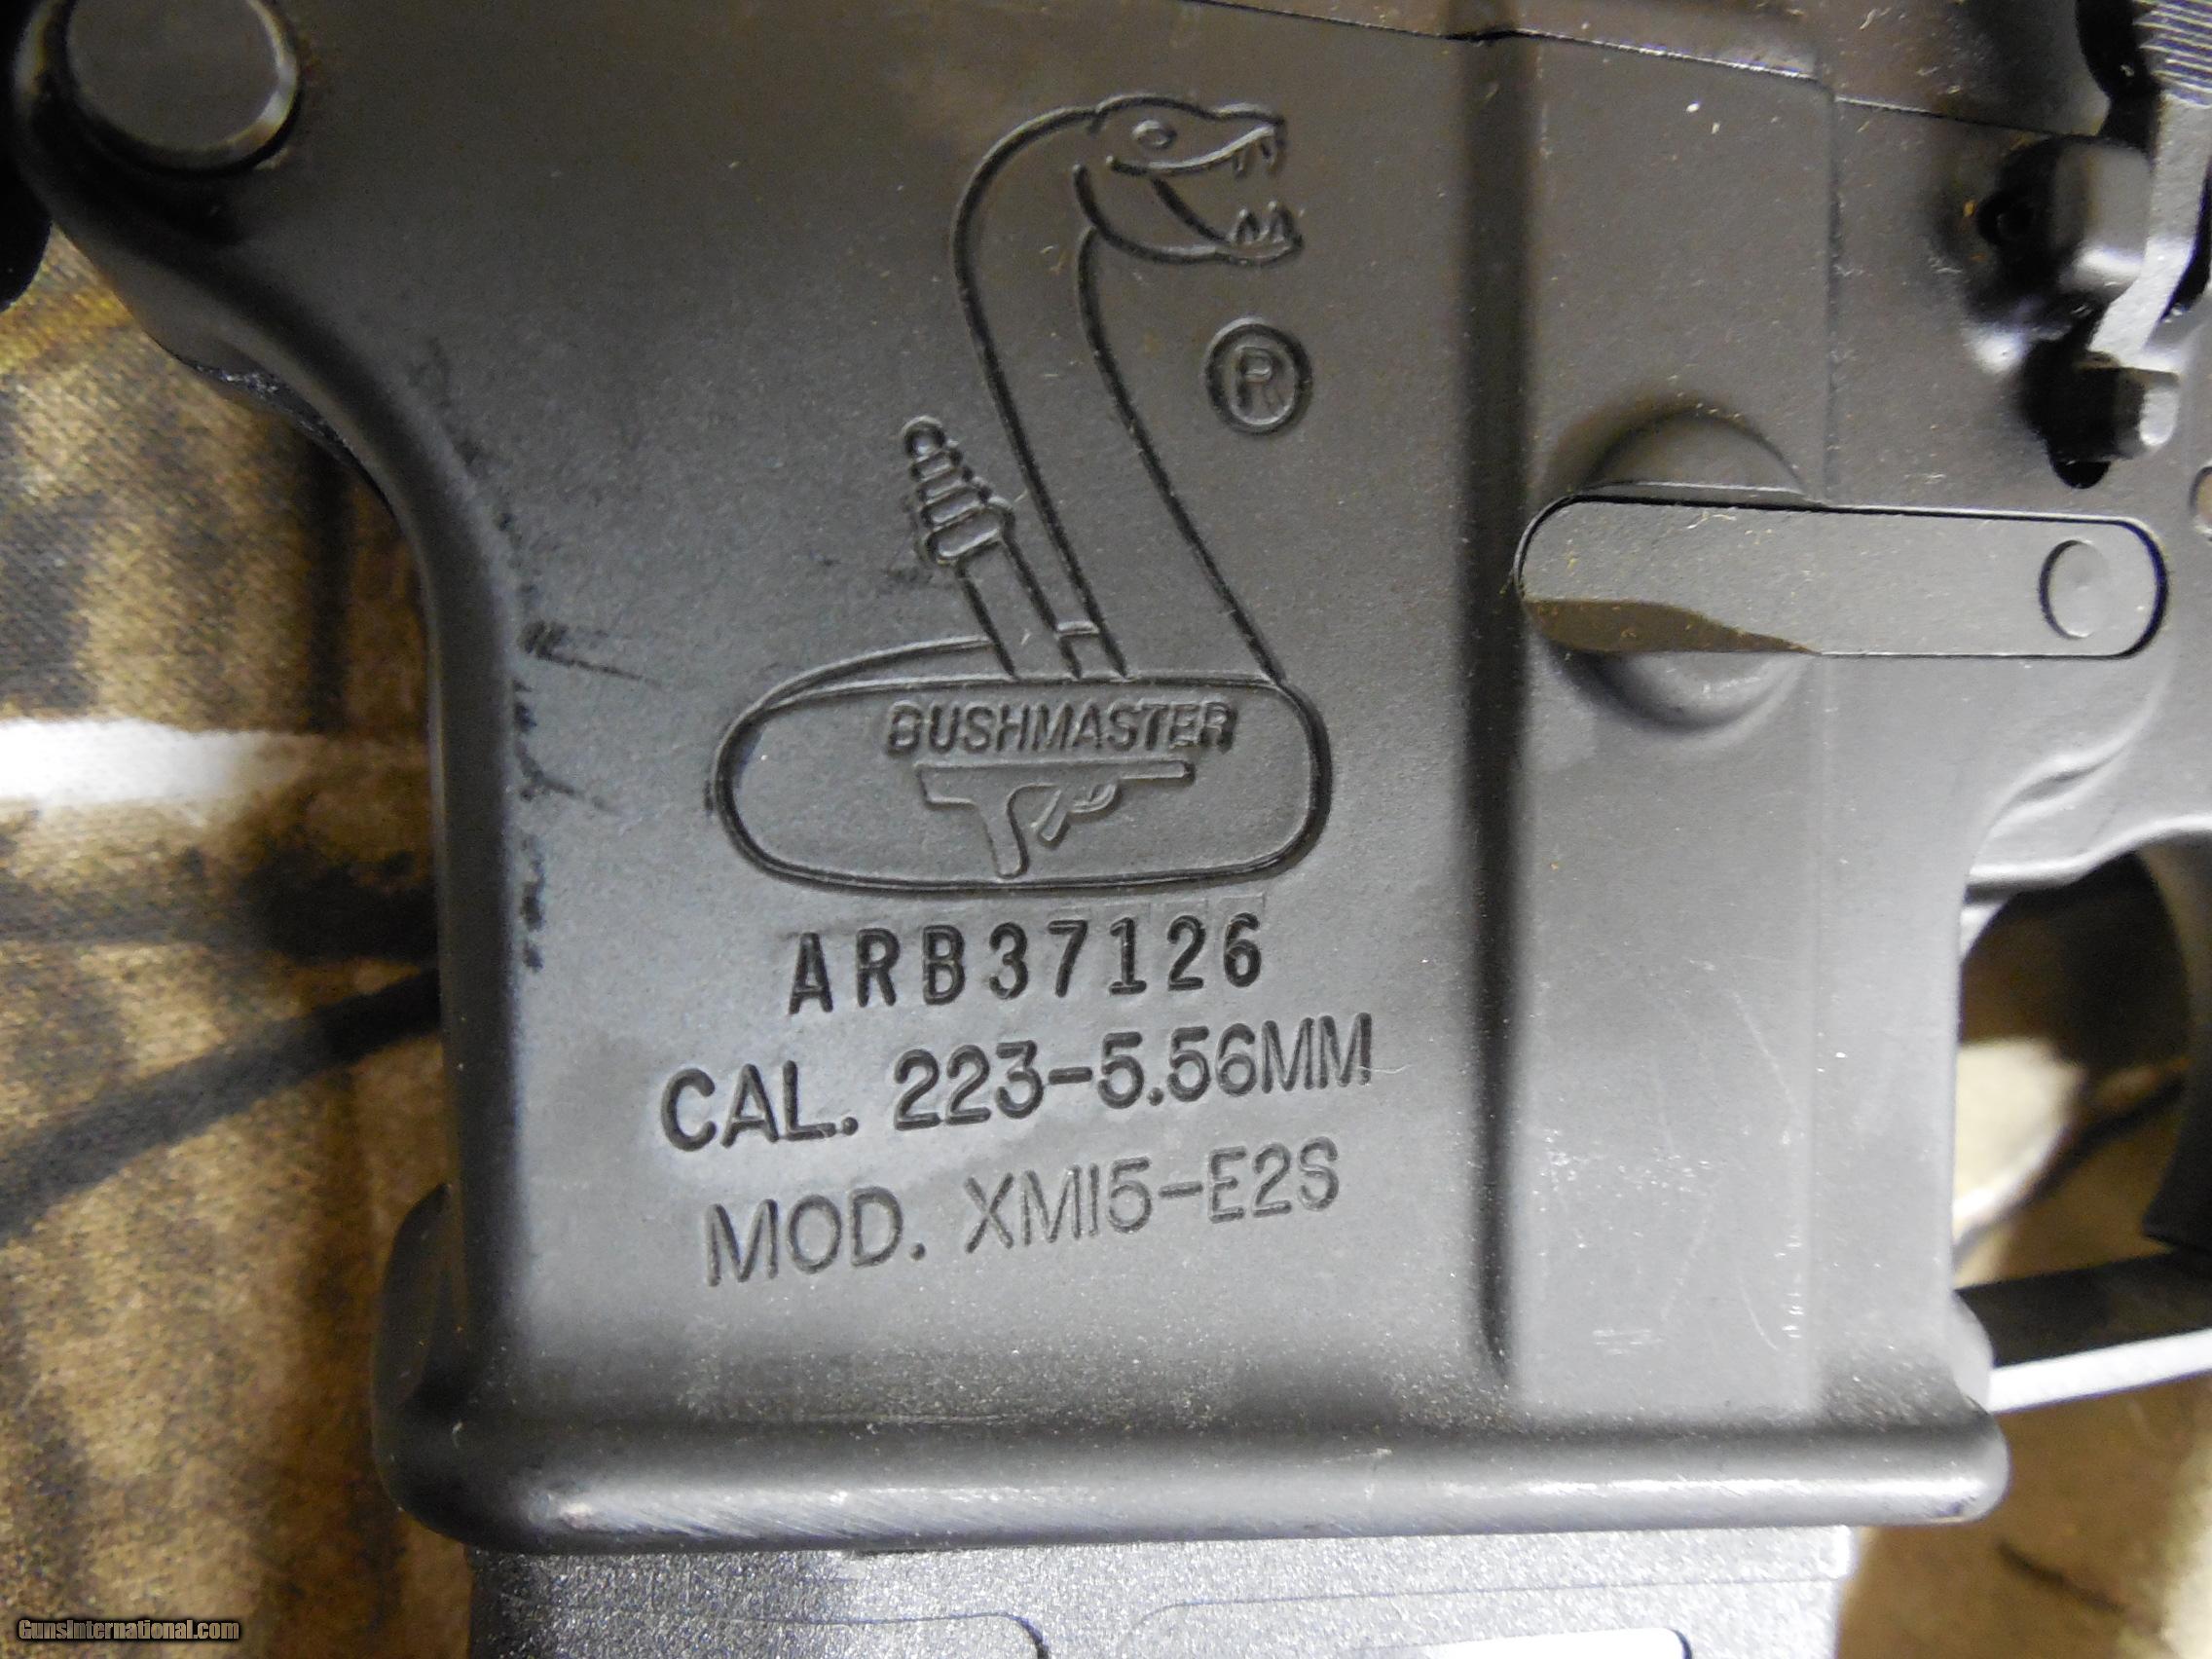 ®
BUSHMASTER
ARB37126
CAL. .223-5.56MM
MOD. XM15-E2S
GunsInternational.com